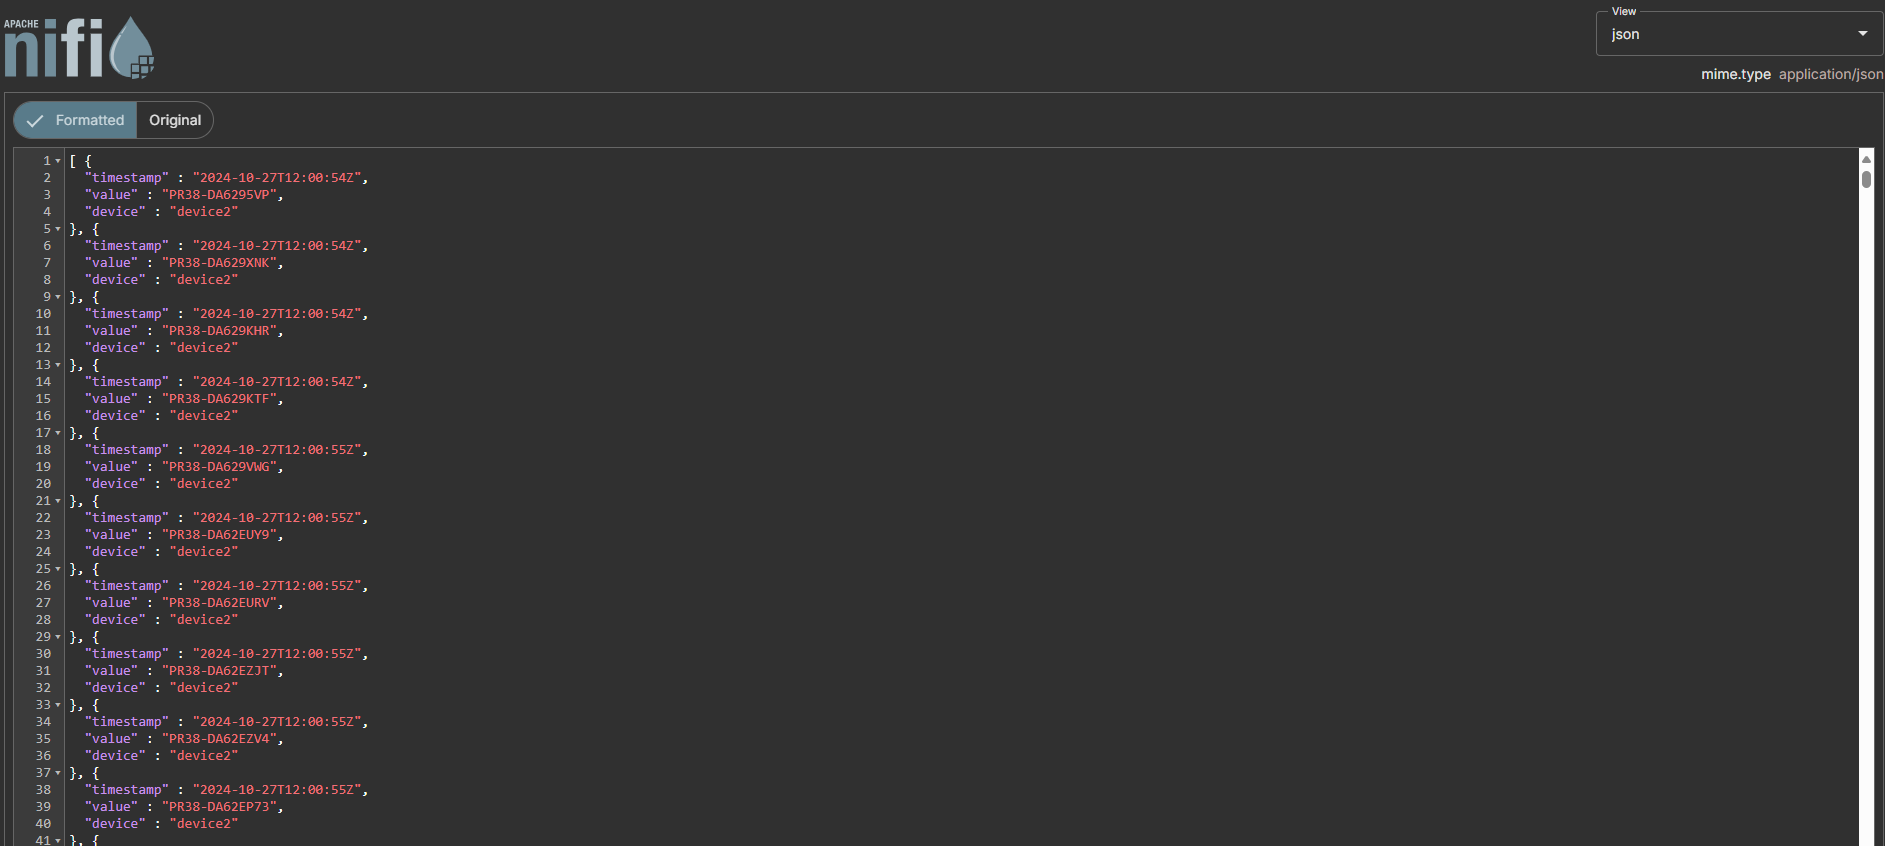 APACHE
nifi
View
json
mime.type application/json
Formatted Original
1 [ {
2 "timestamp" : "2024-10-27T12:00:54Z",
3 "value" : "PR38-DA6295VP",
4 "device" : "device2"
5 }, {
6 "timestamp" : "2024-10-27T12:00:54Z",
7 "value" : "PR38-DA629XNK",
8 "device" : "device2"
9 }, {
10 "timestamp" : "2024-10-27T12:00:54Z",
11 "value" : "PR38-DA629KHR",
12 "device" : "device2"
13 }, {
14 "timestamp" : "2024-10-27T12:00:54Z",
15 "value" : "PR38-DA629KTF",
16 "device" : "device2"
17 }, {
18 "timestamp" : "2024-10-27T12:00:55Z",
19 "value" : "PR38-DA629VWG",
20 "device" : "device2"
21 }, {
22 "timestamp" : "2024-10-27T12:00:55Z",
23 "value" : "PR38-DA62EUY9",
24 "device" : "device2"
25 }, {
26 "timestamp" : "2024-10-27T12:00:55Z",
27 "value" : "PR38-DA62EURV",
28 "device" : "device2"
29 }, {
30 "timestamp" : "2024-10-27T12:00:55Z",
31 "value" : "PR38-DA62EZJT",
32 "device" : "device2"
33 }, {
34 "timestamp" : "2024-10-27T12:00:55Z",
35 "value" : "PR38-DA62EZV4",
36 "device" : "device2"
37 }, {
38 "timestamp" : "2024-10-27T12:00:55Z",
39 "value" : "PR38-DA62EP73",
40 "device" : "device2"
41 }, {